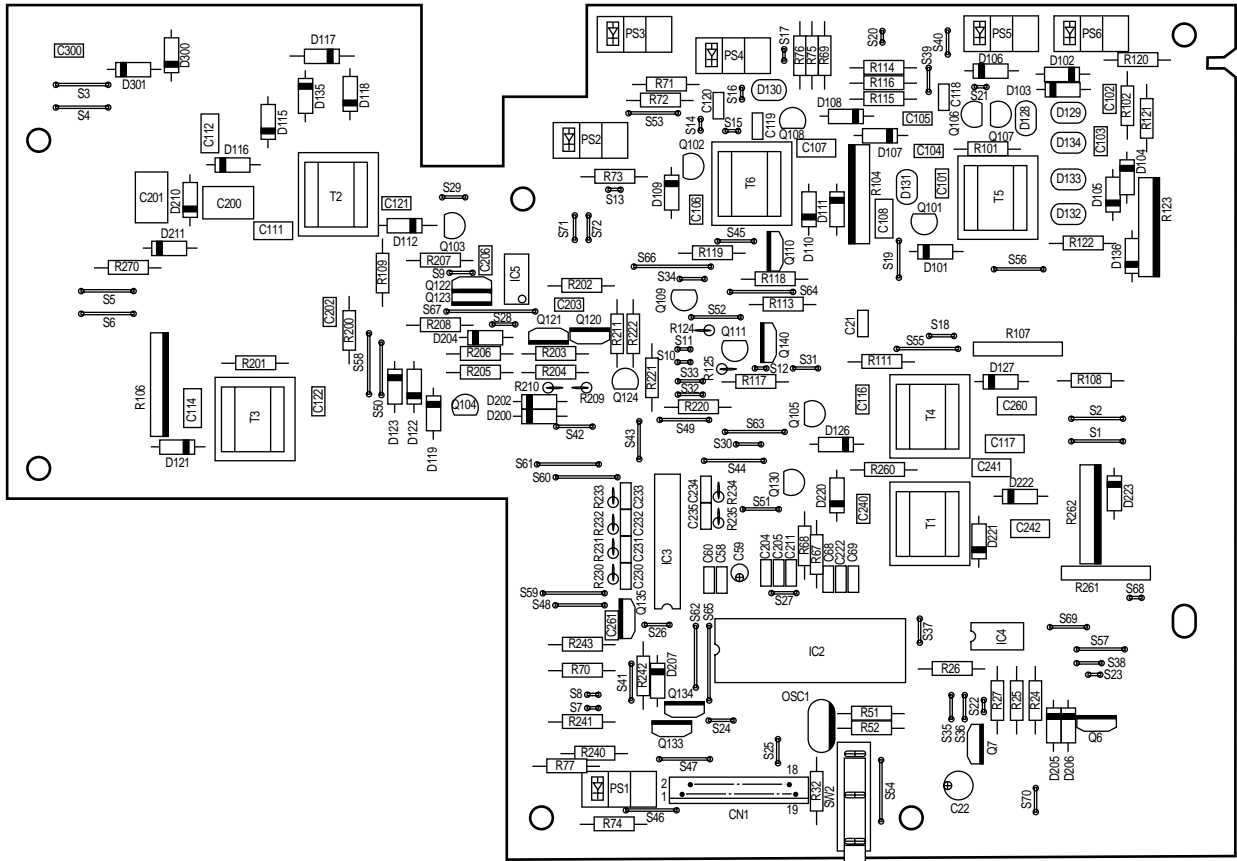 C300
D300
D301
S3
S4
D117
D135
D118
D115
C112
D116
T2
C201
D210
C200
C111
D211
R270
S5
S6
C121
D112
S29
Q103
R109
R207
C206
S9
Q122
Q123
S67
R208
S28
D204
R206
R205
IC5
R202
C203
Q121
Q120
R203
R204
R210
R209
R211
R222
C202
R200
S58
S50
R201
R106
C114
T3
C122
D121
D123
D122
D119
Q104
D202
D200
S42
Q124
R221
S43
S61
S60
PS3
PS4
S17
R76
R75
R69
S20
S40
S39
PS5
PS6
D106
D102
D103
R120
R71
R72
S53
C120
S16
D130
R114
R116
R115
C118
S21
Q106
Q107
D128
D129
C102
R102
R121
PS2
S14
S15
C119
Q108
D108
C105
D107
C107
C104
R101
D134
C103
D104
R73
S13
Q102
D109
C106
T6
D110
D111
R104
C108
D131
C101
Q101
T5
D133
D132
D105
R123
S71
S72
S45
R119
S66
S34
Q110
R118
S64
R113
S19
D101
S56
R122
D136
Q109
S52
R124
Q111
S11
S10
R125
Q140
S12
S31
C21
S18
S55
R107
R111
S33
S32
R117
R220
S49
Q105
C116
T4
D127
C260
R108
S2
S1
S63
S30
S44
D126
R260
C117
C241
R233
C233
R232
C232
R231
C231
R230
C230
IC3
C234
R234
C235
R235
S51
Q130
D220
C240
T1
D222
C242
D221
R262
D223
C60
C58
C59
C204
C205
C211
R68
R67
C68
C222
C69
S27
S59
S48
C261
Q135
S26
S62
S65
R261
S68
IC2
S37
IC4
S69
S57
S38
S23
R243
R70
S8
S7
R241
S41
R242
D207
Q134
Q133
S24
OSC1
R51
R52
R26
S35
S36
S22
R27
R25
R24
D205
D206
Q6
Q7
R240
R77
S47
S25
PS1
2
1
18
19
CN1
R32
SW2
S54
C22
S70
S46
R74